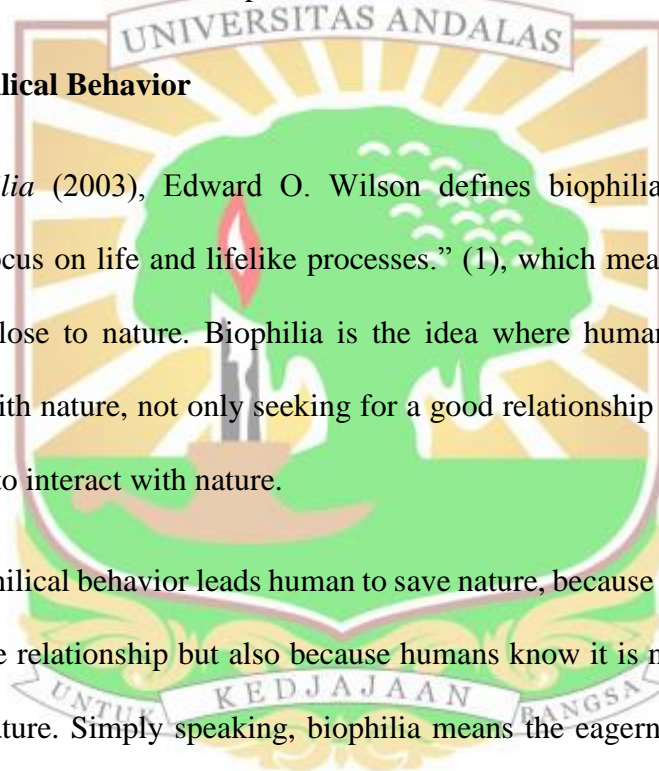 UNIVERSITAS ANDALAS
lical Behavior
lia (2003), Edward O. Wilson defines biophilia
ocus on life and lifelike processes.” (1), which mea
lose to nature. Biophilia is the idea where human
ith nature, not only seeking for a good relationship
to interact with nature.
hilical behavior leads human to save nature, because
e relationship but also because humans know it is n
UNTUK KEDJAJAAN BANGSA
ature. Simply speaking, biophilia means the eagern